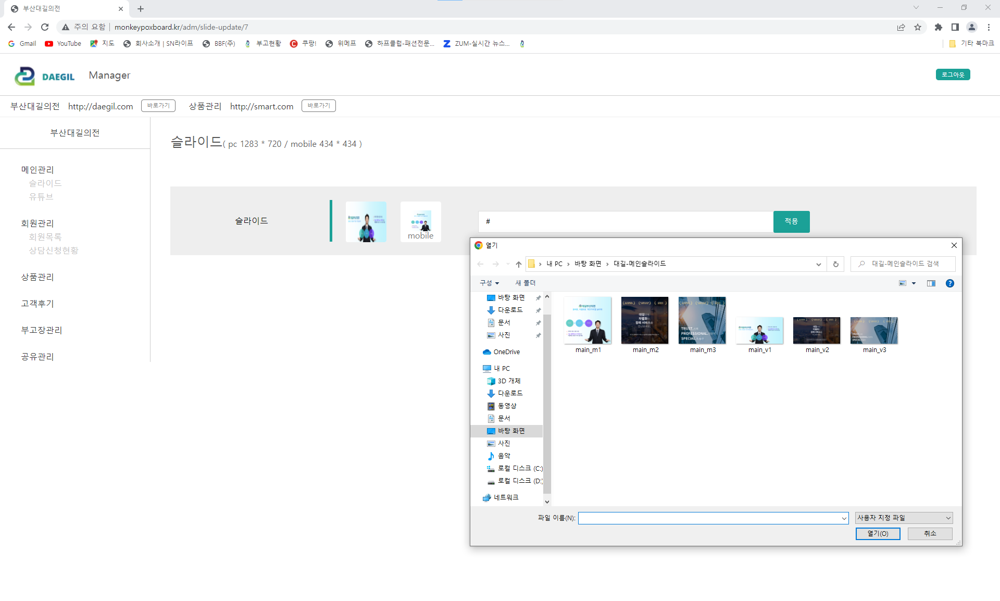 부산대길의전
주의 요함 monkeypoxboard.kr/adm/slide-update/7
Gmail YouTube 지도 회사소개 | SN라이프 BBF(주) 부고현황 쿠팡! 위메프 하프클럽-패션전문... ZUM-실시간 뉴스... 기타 북마크
DAEGIL Manager 로그아웃
부산대길의전 http://daegil.com 바로가기 상품관리 http://smart.com 바로가기
부산대길의전
슬라이드( pc 1283 * 720 / mobile 434 * 434 )
메인관리
슬라이드
유튜브
회원관리
회원목록
상담신청현황
상품관리
고객후기
부고장관리
공유관리
슬라이드
mobile
#
적용
열기
내 PC 바탕 화면 대길-메인슬라이드
대길-메인슬라이드 검색
구성 새 폴더
바탕 화면
다운로드
문서
사진
OneDrive
내 PC
3D 개체
다운로드
동영상
문서
바탕 화면
사진
음악
로컬 디스크 (C:)
로컬 디스크 (D:)
네트워크
TRUST.
PROFESSIONAL.
SPECIAL.
main_m1 main_m2 main_m3 main_v1 main_v2 main_v3
파일 이름(N):
사용자 지정 파일
열기(O) 취소